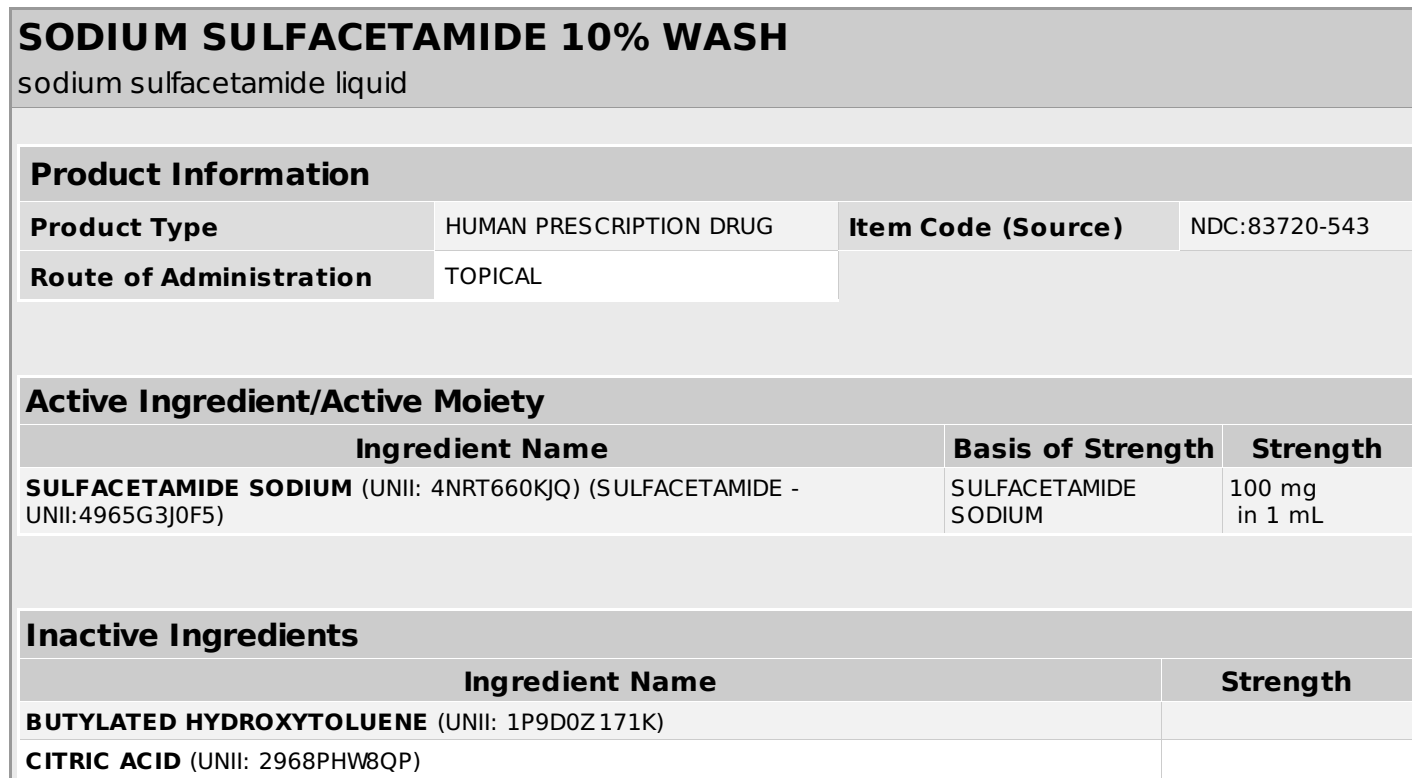 SODIUM SULFACETAMIDE 10% WASH
sodium sulfacetamide liquid
Product Information
Product Type HUMAN PRESCRIPTION DRUG Item Code (Source) NDC:83720-543
Route of Administration TOPICAL
Active Ingredient/Active Moiety
Ingredient Name Basis of Strength Strength
SULFACETAMIDE SODIUM (UNII: 4NRT660KJQ) (SULFACETAMIDE - SULFACETAMIDE 100 mg
UNII:4965G3J0F5) SODIUM in 1 mL
Inactive Ingredients
Ingredient Name Strength
BUTYLATED HYDROXYTOLUENE (UNII: 1P9D0Z171K)
CITRIC ACID (UNII: 2968PHW8QP)